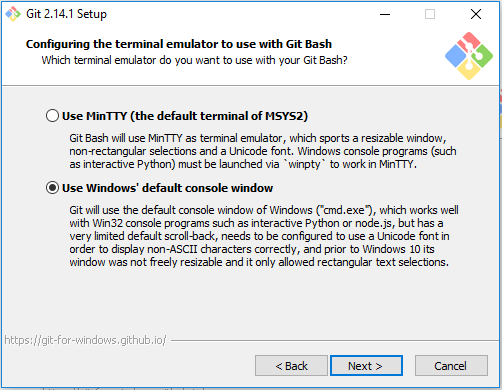 Git 2.14.1 Setup
Configuring the terminal emulator to use with Git Bash
Which terminal emulator do you want to use with your Git Bash?
Use MinTTY (the default terminal of MSYS2)
Git Bash will use MinTTY as terminal emulator, which sports a resizable window,
non-rectangular selections and a Unicode font. Windows console programs (such
as interactive Python) must be launched via `winpty` to work in MinTTY.
Use Windows' default console window
Git will use the default console window of Windows ("cmd.exe"), which works well
with Win32 console programs such as interactive Python or node.js, but has a
very limited default scroll-back, needs to be configured to use a Unicode font in
order to display non-ASCII characters correctly, and prior to Windows 10 its
window was not freely resizable and it only allowed rectangular text selections.
https://git-for-windows.github.io/
< Back
Next >
Cancel